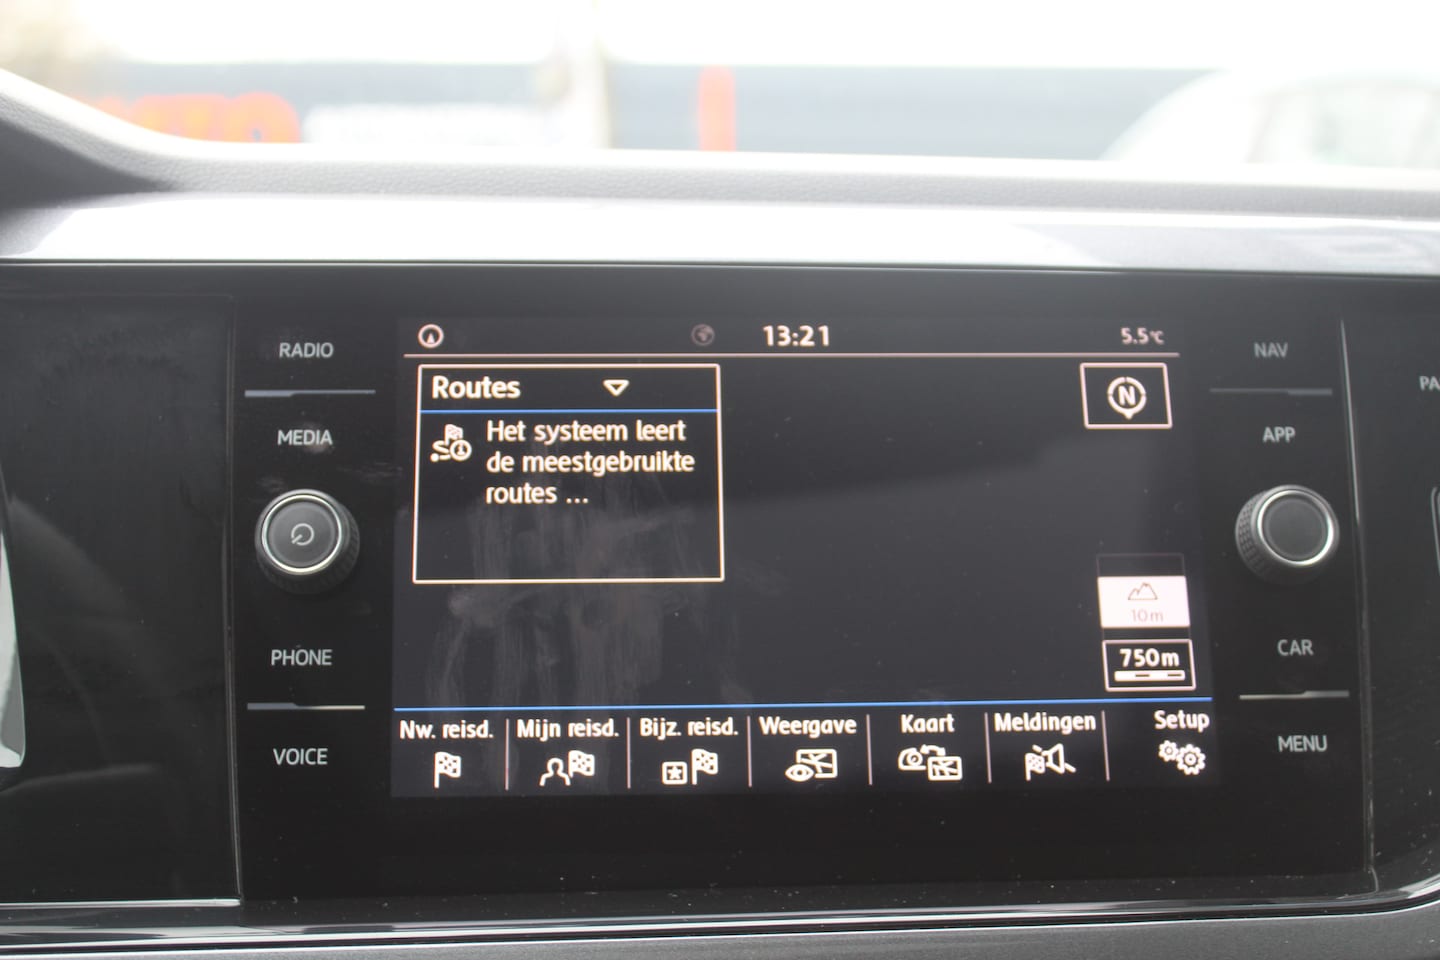 RADIO
MEDIA
PHONE
VOICE
13:21
5.5°C
Routes
Het systeem leert
de meestgebruikte
routes ...
N
10m
750m
Nw. reisd.
Mijn reisd.
Bijz. reisd.
Weergave
Kaart
Meldingen
Setup
NAV
APP
CAR
MENU